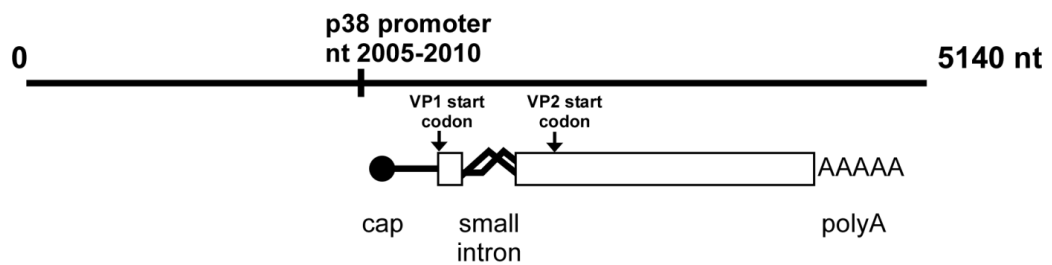 p38 promoter
nt 2005-2010
0
5140 nt
VP1 start
codon
VP2 start
codon
AAAAA
cap
small
intron
polyA